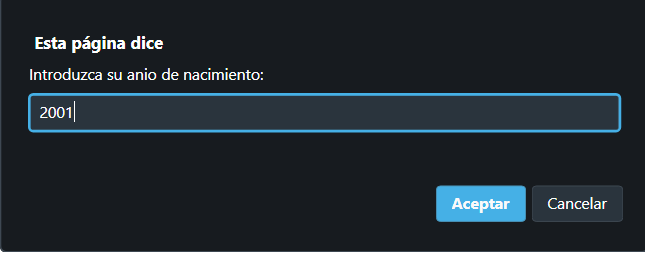 Esta página dice
Introduzca su anio de nacimiento:
2001
Aceptar
Cancelar